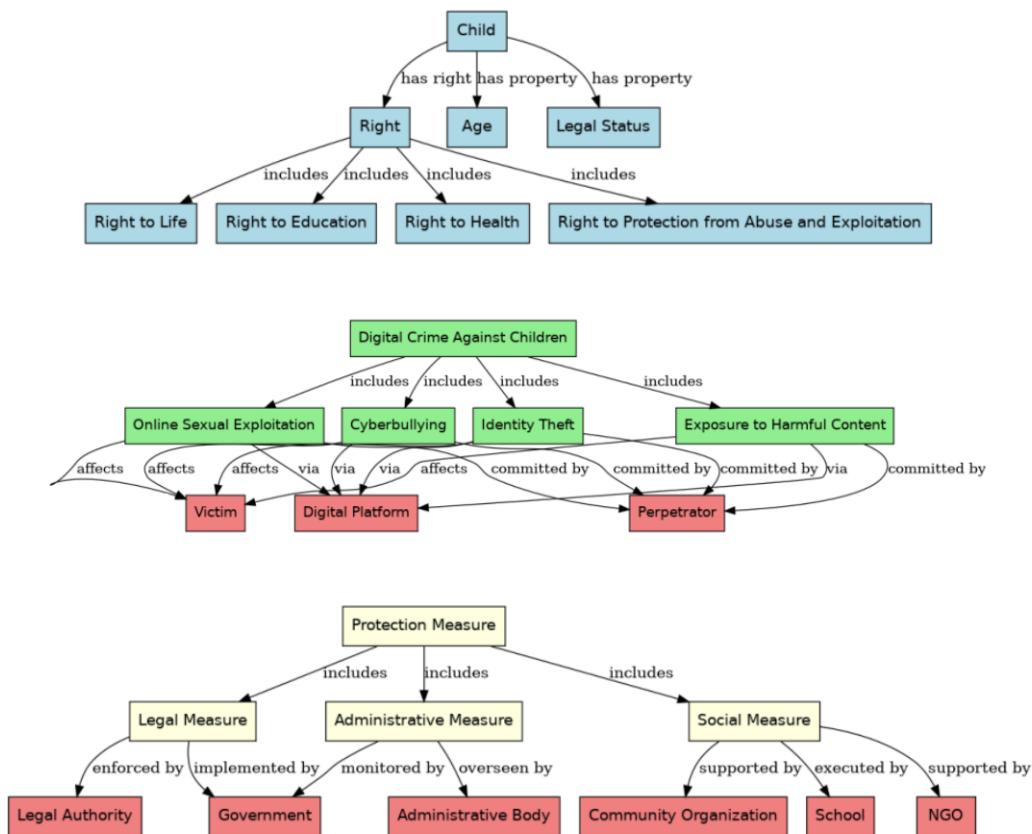 Child
has right
has property
has property
Right
Age
Legal Status
includes
includes
includes
includes
Right to Life
Right to Education
Right to Health
Right to Protection from Abuse and Exploitation
Digital Crime Against Children
includes
includes
includes
includes
Online Sexual Exploitation
Cyberbullying
Identity Theft
Exposure to Harmful Content
affects
affects
affects
via
via
via
affects
committed by
committed by
committed by
via
committed by
Victim
Digital Platform
Perpetrator
Protection Measure
includes
includes
includes
Legal Measure
Administrative Measure
Social Measure
enforced by
implemented by
monitored by
overseen by
supported by
executed by
supported by
Legal Authority
Government
Administrative Body
Community Organization
School
NGO